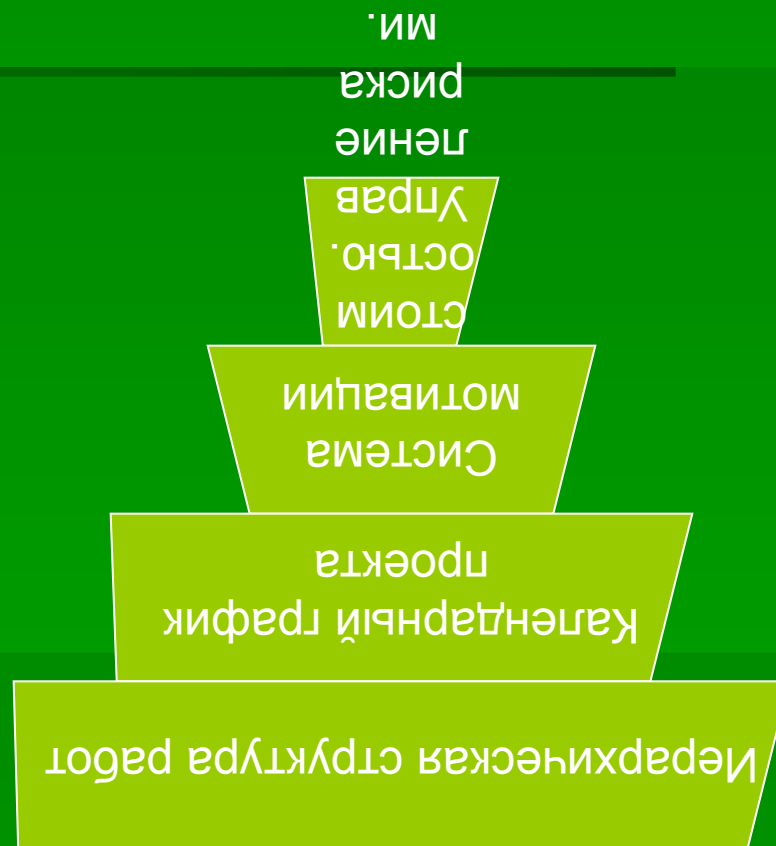 Иерархическая структура работ
Календарный график
проекта
Система
мотивации
стоим
остью.
Управ
ление
риска
ми.